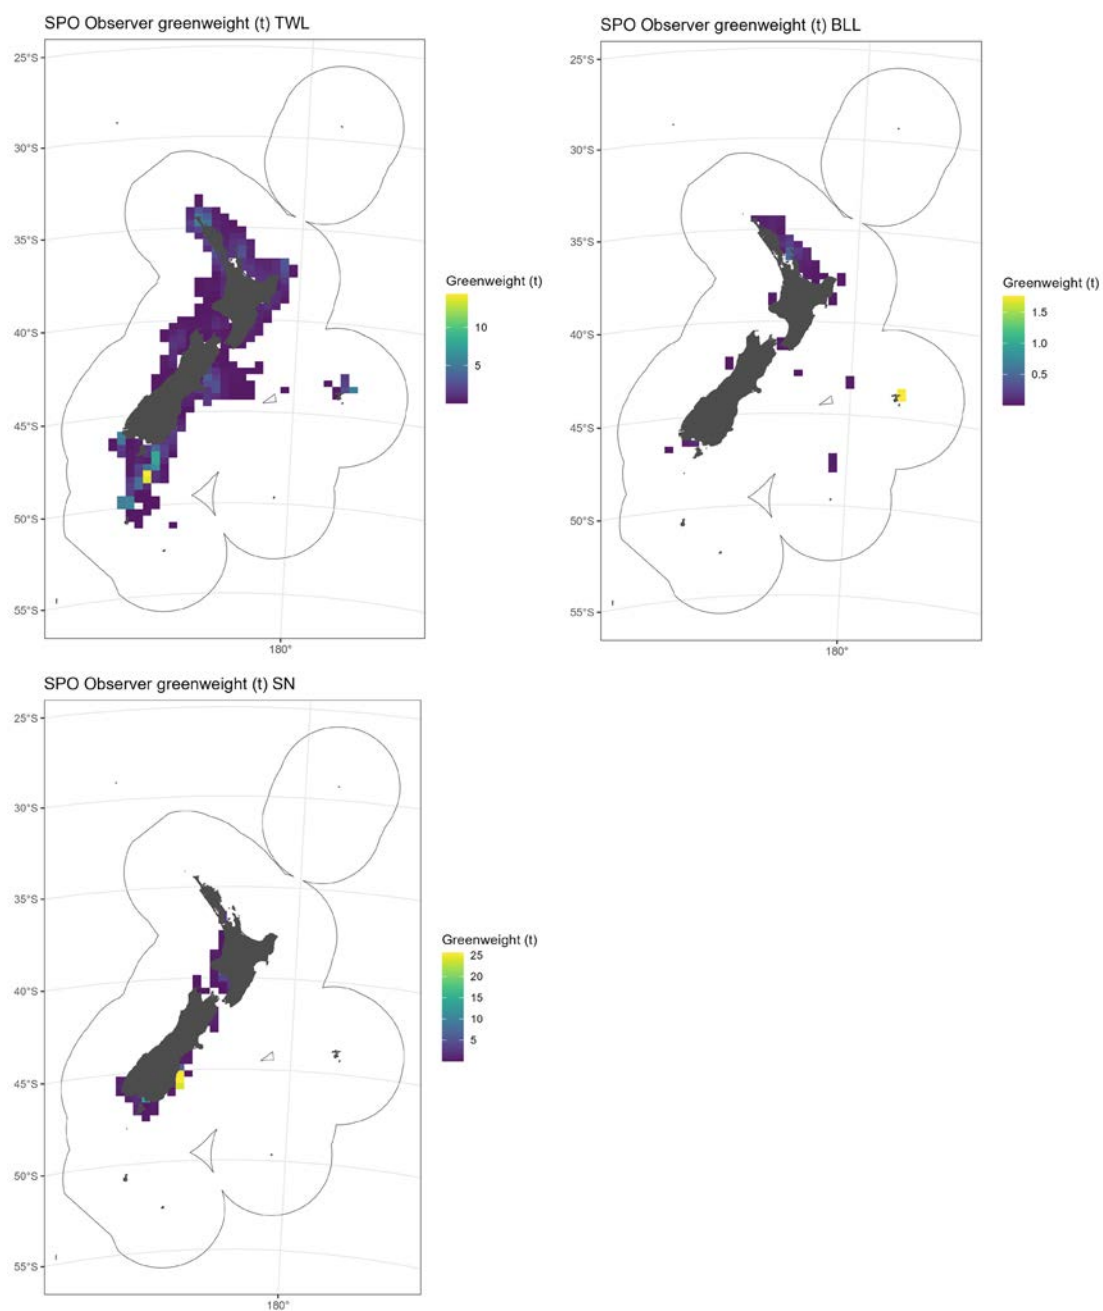 SPO Observer greenweight (t) TWL
25°S
30°S
35°S
40°S
45°S
50°S
55°S
180°
Greenweight (t)
10
5
SPO Observer greenweight (t) BLL
25°S
30°S
35°S
40°S
45°S
50°S
55°S
180°
Greenweight (t)
1.5
1.0
0.5
SPO Observer greenweight (t) SN
25°S
30°S
35°S
40°S
45°S
50°S
55°S
180°
Greenweight (t)
25
20
15
10
5